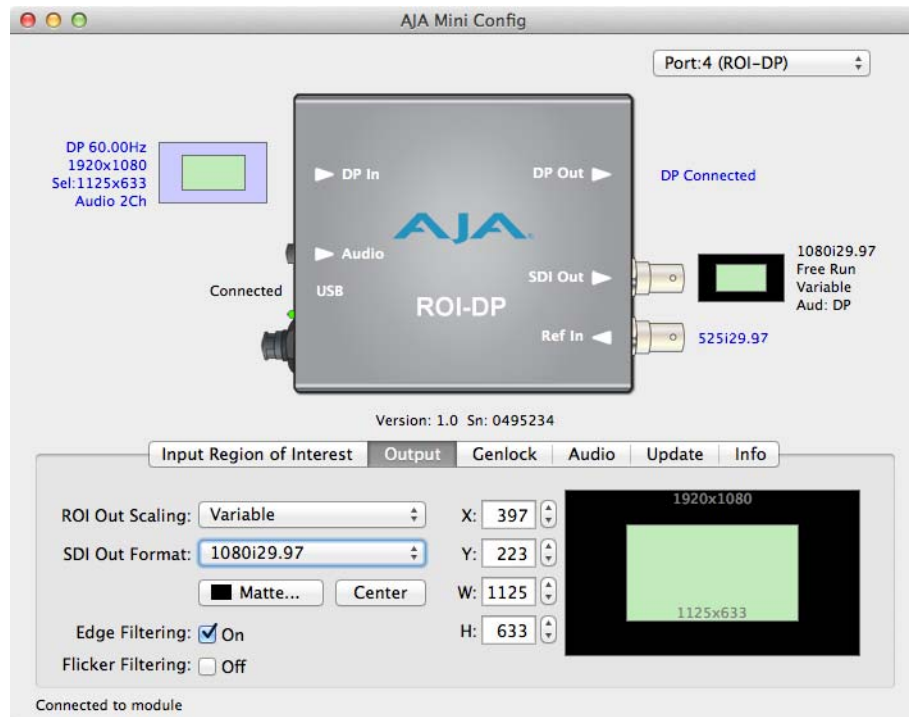 AJA Mini Config
Port:4 (ROI-DP)
DP 60.00Hz
1920x1080
Sel:1125x633
Audio 2Ch
DP In
DP Out
DP Connected
AJA
Audio
1080i29.97
Free Run
Variable
Aud: DP
Connected
USB
SDI Out
ROI-DP
Ref In
525i29.97
Version: 1.0 Sn: 0495234
Input Region of Interest Output Genlock Audio Update Info
ROI Out Scaling: Variable
X: 397
1920x1080
SDI Out Format: 1080i29.97
Y: 223
Matte... Center
W: 1125
1125x633
Edge Filtering: On
H: 633
Flicker Filtering: Off
Connected to module